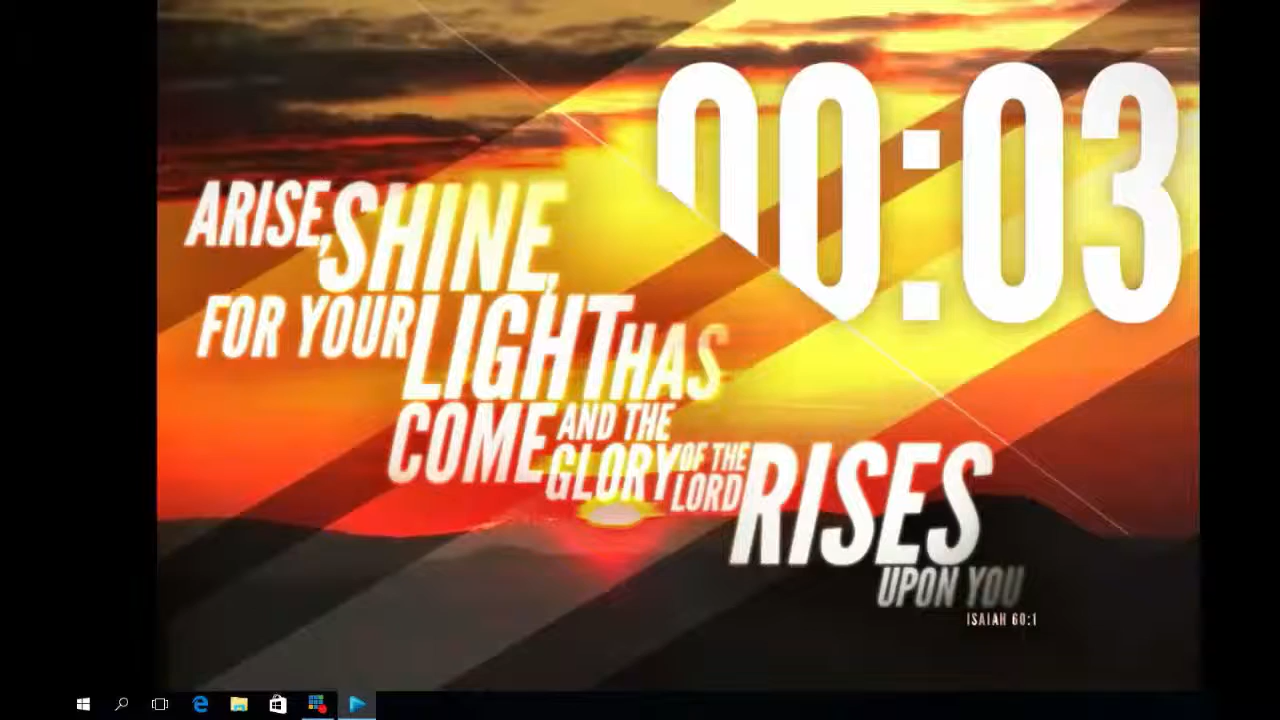 00:03
ARISE, SHINE,
FOR YOUR LIGHT HAS
COME AND THE
GLORY OF THE
LORD RISES
UPON YOU
ISAIAH 60:1